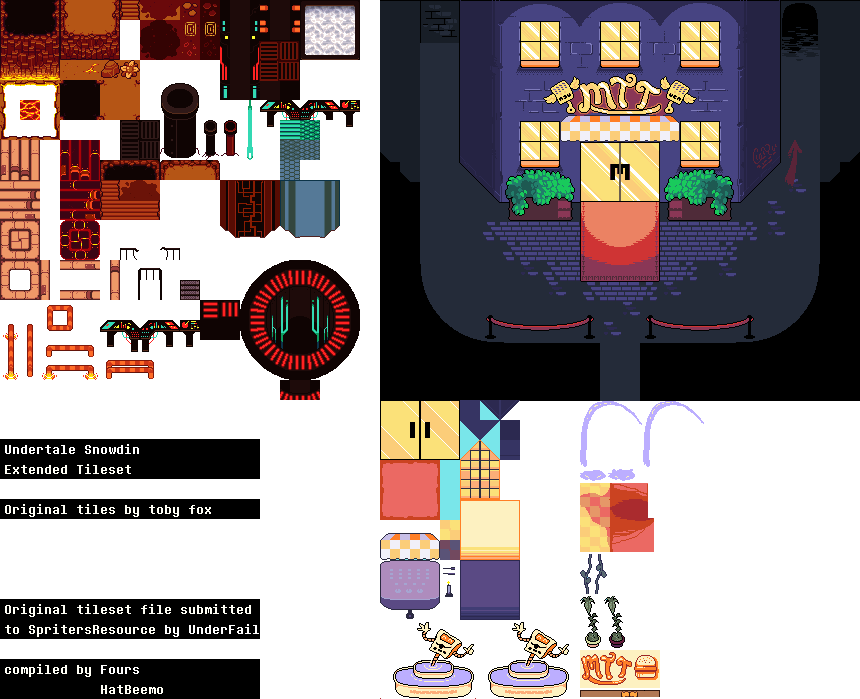 MTT
Undertale Snowdin
Extended Tileset
Original tiles by toby fox
Original tileset file submitted
to SpritersResource by UnderFail
compiled by Fours
HatBeemo
MTT